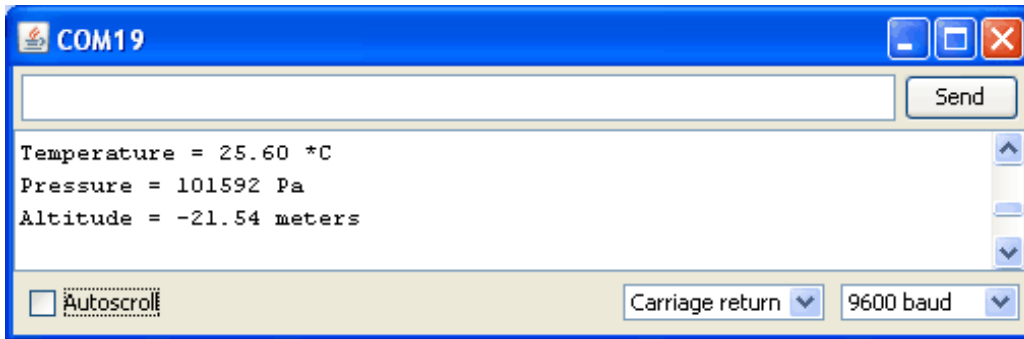 COM19
Send
Temperature = 25.60 *C
Pressure = 101592 Pa
Altitude = -21.54 meters
Autoscroll
Carriage return
9600 baud